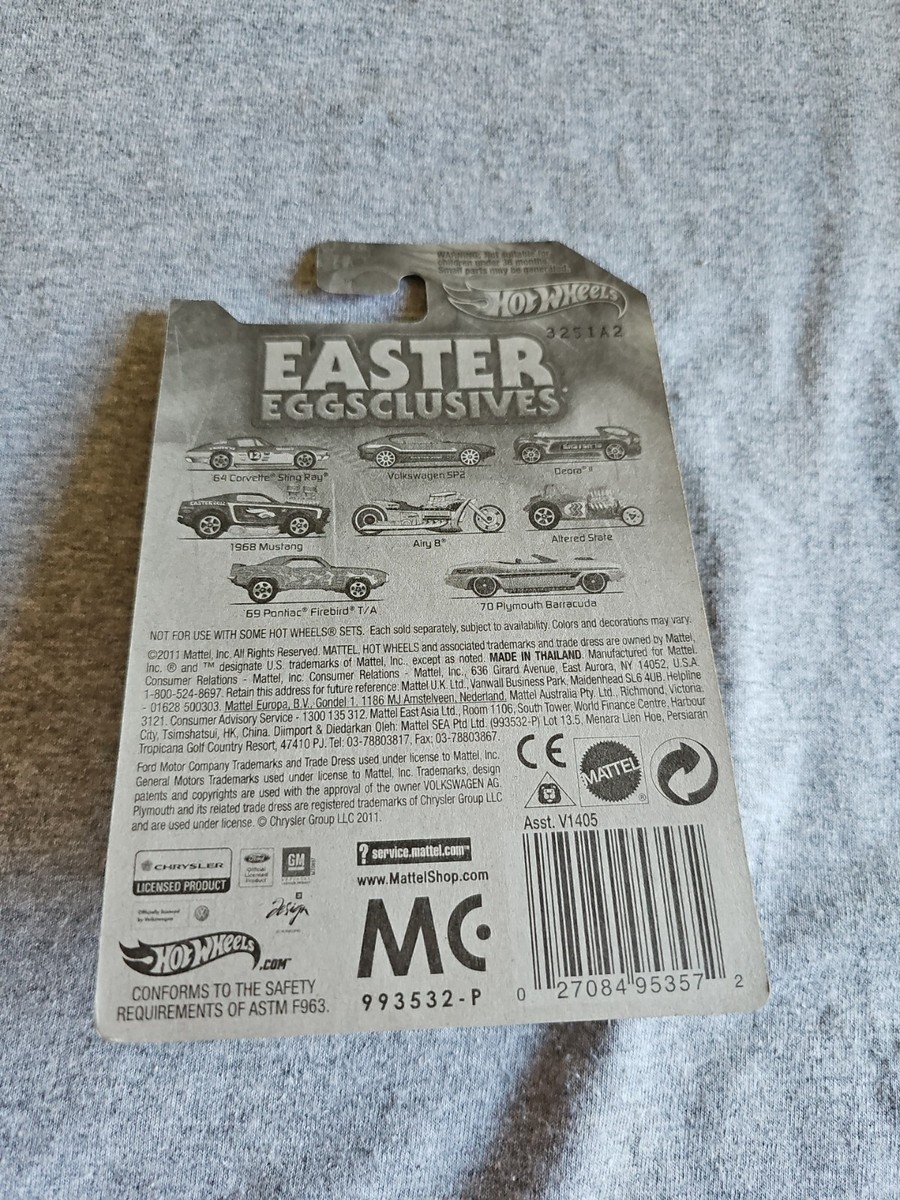 WARNING: Not suitable for
children under 36 months.
Small parts may be generated.
HOT WHEELS
3251A2
EASTER
EGGSCLUSIVES
12
64 Corvette® Sting Ray®
Volkswagen SP2
Deora® II
1968 Mustang
Airy 8®
Altered State
'69 Pontiac® Firebird® T/A
'70 Plymouth Barracuda
NOT FOR USE WITH SOME HOT WHEELS® SETS. Each sold separately, subject to availability. Colors and decorations may vary.
©2011 Mattel, Inc. All Rights Reserved. MATTEL, HOT WHEELS and associated trademarks and trade dress are owned by Mattel,
Inc. ® and ™ designate U.S. trademarks of Mattel, Inc., except as noted. MADE IN THAILAND. Manufactured for Mattel.
Consumer Relations - Mattel, Inc. Consumer Relations - Mattel, Inc., 636 Girard Avenue, East Aurora, NY 14052, U.S.A.
1-800-524-8697. Retain this address for future reference: Mattel U.K. Ltd., Vanwall Business Park, Maidenhead SL6 4UB. Helpline
- 01628 500303. Mattel Europa, B.V., Gondel 1, 1186 MJ Amstelveen, Nederland, Mattel Australia Pty. Ltd., Richmond, Victoria.
3121. Consumer Advisory Service - 1300 135 312. Mattel East Asia Ltd., Room 1106, South Tower, World Finance Centre, Harbour
City, Tsimshatsui, HK, China. Diimport & Diedarkan Oleh: Mattel SEA Ptd Ltd. (993532-P) Lot 13.5, Menara Lien Hoe, Persiaran
Tropicana Golf Country Resort, 47410 PJ. Tel: 03-78803817, Fax: 03-78803867.
Ford Motor Company Trademarks and Trade Dress used under license to Mattel, Inc.
General Motors Trademarks used under license to Mattel, Inc. Trademarks, design
patents and copyrights are used with the approval of the owner VOLKSWAGEN AG.
Plymouth and its related trade dress are registered trademarks of Chrysler Group LLC
and are used under license. © Chrysler Group LLC 2011.
CE
MATTEL ®
Asst. V1405
CHRYSLER
LICENSED PRODUCT
Ford
Official
Licensed
Product
GM
? service.mattel.com™
www.MattelShop.com
Officially licensed
by Volkswagen
Design
HOT WHEELS .COM™
MC
993532-P
CONFORMS TO THE SAFETY
REQUIREMENTS OF ASTM F963.
0 27084 95357 2